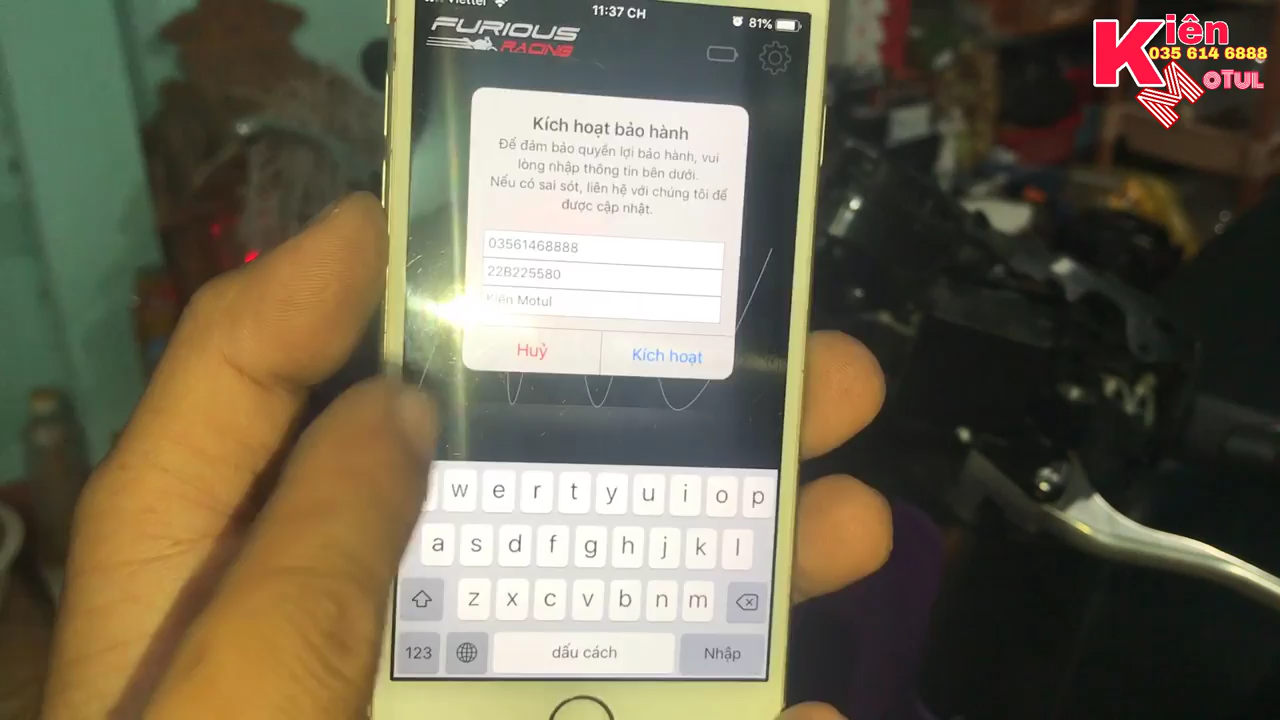 Viettel
11:37 CH
81%
FURIOUS
RACING
Kiên
035 614 6888
MOTUL
Kích hoạt bảo hành
Để đảm bảo quyền lợi bảo hành, vui
lòng nhập thông tin bên dưới.
Nếu có sai sót, liên hệ với chúng tôi để
được cập nhật.
03561468888
22B225580
Kiên Motul
Huỷ
Kích hoạt
w e r t y u i o p
a s d f g h j k l
z x c v b n m
123
dấu cách
Nhập